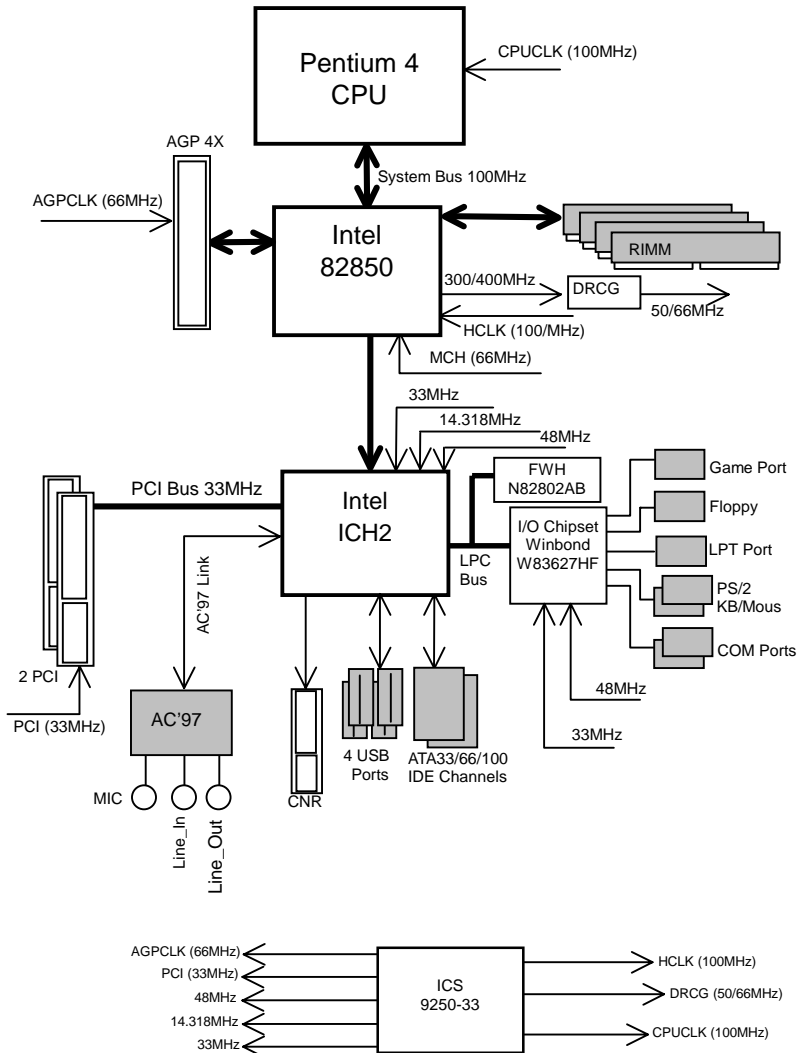 Pentium 4
CPU
CPUCLK (100MHz)
AGP 4X
System Bus 100MHz
AGPCLK (66MHz)
Intel
82850
RIMM
300/400MHz
DRCG
50/66MHz
HCLK (100/MHz)
MCH (66MHz)
33MHz
14.318MHz
48MHz
PCI Bus 33MHz
Intel
ICH2
FWH
N82802AB
Game Port
I/O Chipset
Winbond
W83627HF
Floppy
LPC
Bus
LPT Port
PS/2
KB/Mous
AC'97 Link
COM Ports
2 PCI
48MHz
PCI (33MHz)
AC'97
33MHz
4 USB
Ports
ATA33/66/100
IDE Channels
MIC
CNR
Line_In
Line_Out
AGPCLK (66MHz)
PCI (33MHz)
48MHz
14.318MHz
33MHz
ICS
9250-33
HCLK (100MHz)
DRCG (50/66MHz)
CPUCLK (100MHz)